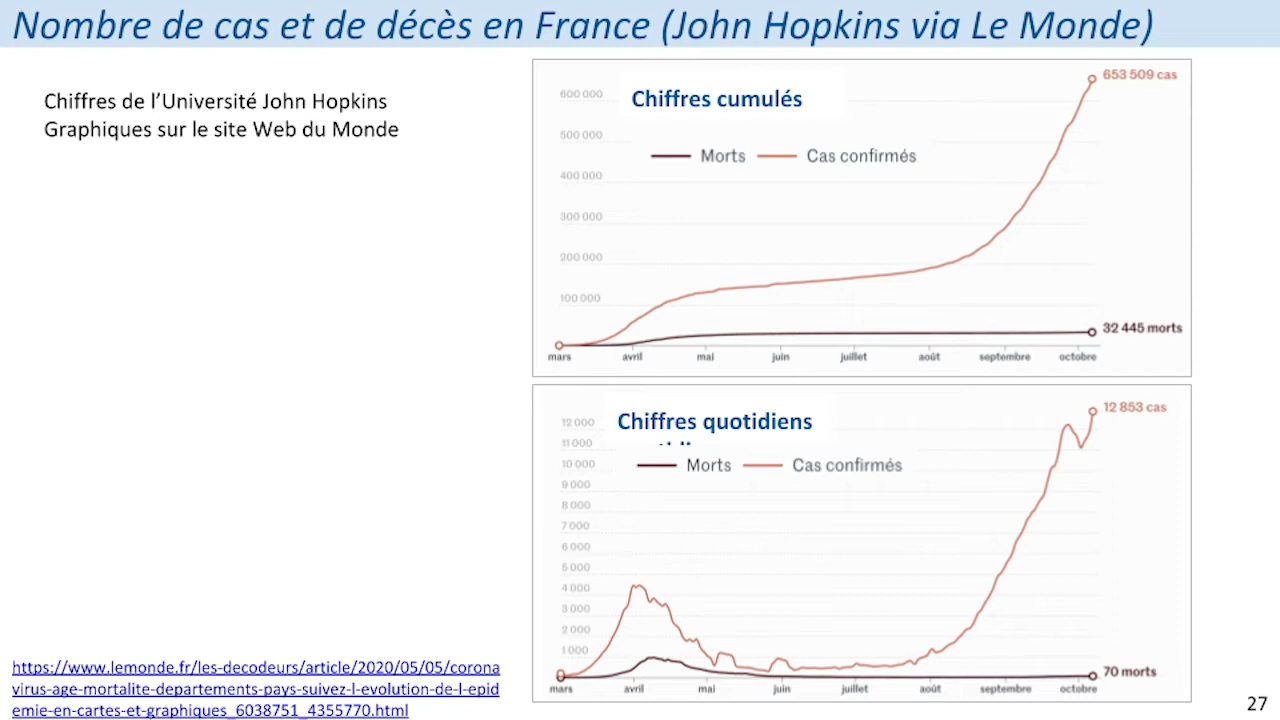 Nombre de cas et de décès en France (John Hopkins via Le Monde)
Chiffres de l’Université John Hopkins
Graphiques sur le site Web du Monde
Chiffres cumulés
Morts
Cas confirmés
653 509 cas
600 000
500 000
400 000
300 000
200 000
100 000
32 445 morts
mars
avril
mai
juin
juillet
août
septembre
octobre
Chiffres quotidiens
Morts
Cas confirmés
12 853 cas
12 000
11 000
10 000
9 000
8 000
7 000
6 000
5 000
4 000
3 000
2 000
1 000
70 morts
mars
avril
mai
juin
juillet
août
septembre
octobre
https://www.lemonde.fr/les-decodeurs/article/2020/05/05/corona
virus-age-mortalite-departements-pays-suivez-l-evolution-de-l-epid
emie-en-cartes-et-graphiques_6038751_4355770.html
27